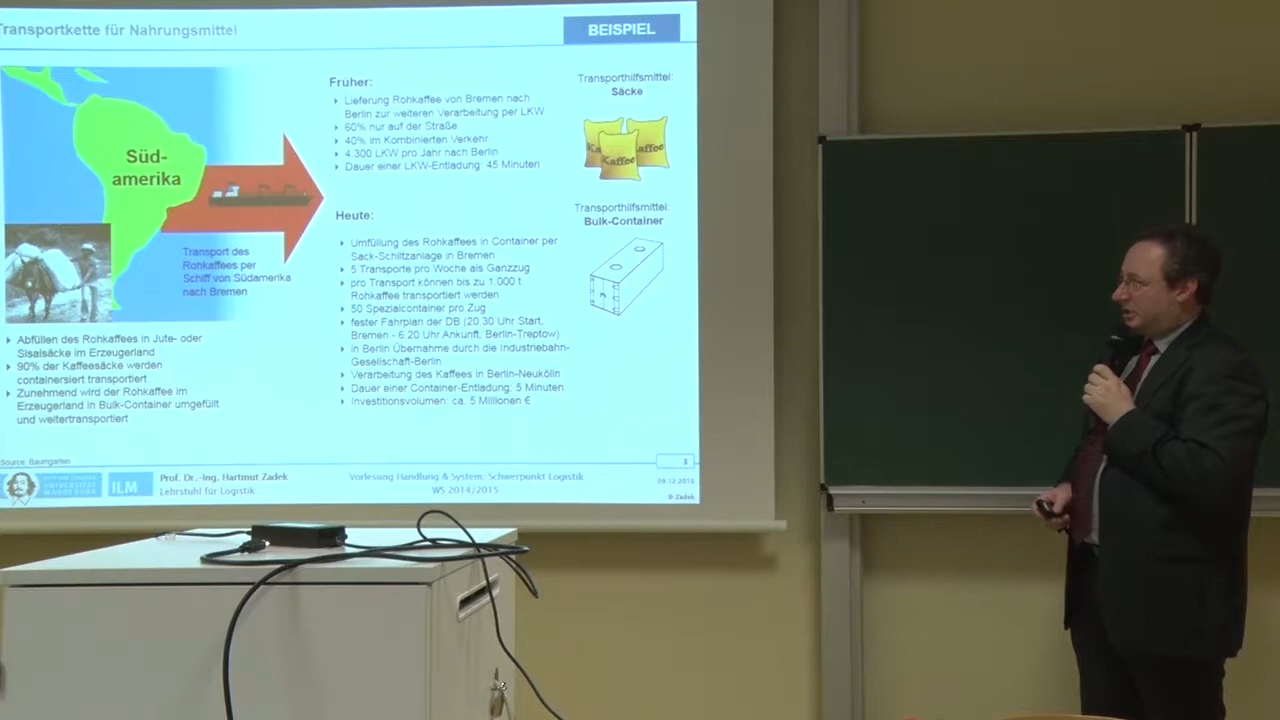 Transportkette für Nahrungsmittel
BEISPIEL
Süd-
amerika
Transport des
Rohkaffees per
Schiff von Südamerika
nach Bremen
Abfüllen des Rohkaffees in Jute- oder
Sisalsäcke im Erzeugerland
90% der Kaffeesäcke werden
containersiert transportiert
Zunehmend wird der Rohkaffee im
Erzeugerland in Bulk-Container umgefüllt
und weitertransportiert
Früher:
Lieferung Rohkaffee von Bremen nach
Berlin zur weiteren Verarbeitung per LKW
60% nur auf der Straße
40% im Kombinierten Verkehr
4.300 LKW pro Jahr nach Berlin
Dauer einer LKW-Entladung: 45 Minuten
Transporthilfsmittel:
Säcke
Kaffee
Heute:
Umfüllung des Rohkaffees in Container per
Sack-Schlitzanlage in Bremen
5 Transporte pro Woche als Ganzzug
pro Transport können bis zu 1.000 t
Rohkaffee transportiert werden
50 Spezialcontainer pro Zug
fester Fahrplan der DB (20.30 Uhr Start,
Bremen - 6.20 Uhr Ankunft, Berlin-Treptow)
in Berlin Übernahme durch die Industriebahn-
Gesellschaft-Berlin
Verarbeitung des Kaffees in Berlin-Neukölln
Dauer einer Container-Entladung: 5 Minuten
Investitionsvolumen: ca. 5 Millionen €
Transporthilfsmittel:
Bulk-Container
Source: Baumgarten
3
ILM
Prof. Dr.-Ing. Hartmut Zadek
Lehrstuhl für Logistik
Vorlesung Handlung & System: Schwerpunkt Logistik
WS 2014/2015
© Zadek